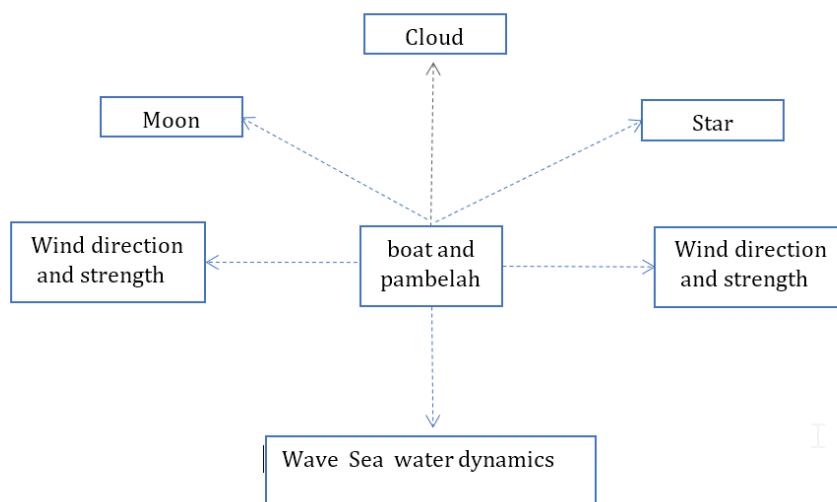 Cloud
Moon
Star
Wind direction
and strength
boat and
pambelah
Wind direction
and strength
Wave Sea water dynamics